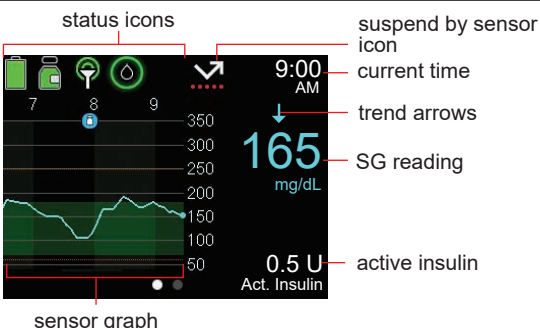 status icons
suspend by sensor
icon
9:00
AM
current time
7 8 9
trend arrows
350
300
250
200
150
100
50
165
mg/dL
SG reading
0.5 U
Act. Insulin
active insulin
sensor graph